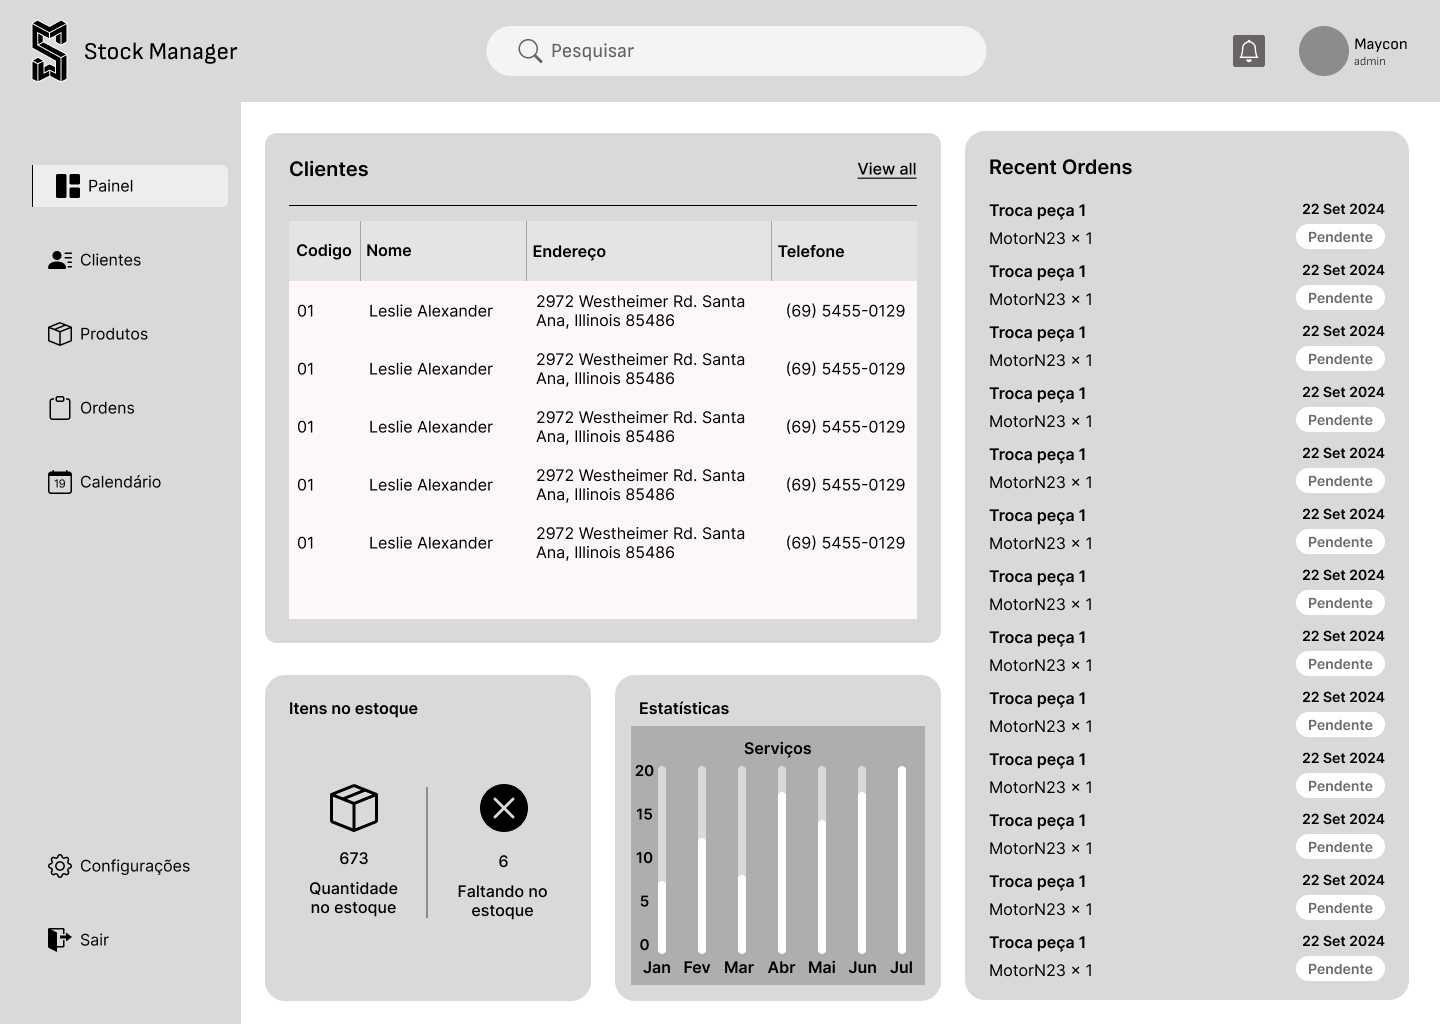 Stock Manager
Pesquisar
Maycon
admin
Painel
Clientes
Produtos
Ordens
19
Calendário
Configurações
Sair
Clientes
View all
Codigo Nome Endereço Telefone
01 Leslie Alexander 2972 Westheimer Rd. Santa
Ana, Illinois 85486 (69) 5455-0129
01 Leslie Alexander 2972 Westheimer Rd. Santa
Ana, Illinois 85486 (69) 5455-0129
01 Leslie Alexander 2972 Westheimer Rd. Santa
Ana, Illinois 85486 (69) 5455-0129
01 Leslie Alexander 2972 Westheimer Rd. Santa
Ana, Illinois 85486 (69) 5455-0129
01 Leslie Alexander 2972 Westheimer Rd. Santa
Ana, Illinois 85486 (69) 5455-0129
Itens no estoque
673
Quantidade
no estoque
6
Faltando no
estoque
Estatísticas
Serviços
20
15
10
5
0
Jan Fev Mar Abr Mai Jun Jul
Recent Ordens
Troca peça 1 22 Set 2024
MotorN23 × 1 Pendente
Troca peça 1 22 Set 2024
MotorN23 × 1 Pendente
Troca peça 1 22 Set 2024
MotorN23 × 1 Pendente
Troca peça 1 22 Set 2024
MotorN23 × 1 Pendente
Troca peça 1 22 Set 2024
MotorN23 × 1 Pendente
Troca peça 1 22 Set 2024
MotorN23 × 1 Pendente
Troca peça 1 22 Set 2024
MotorN23 × 1 Pendente
Troca peça 1 22 Set 2024
MotorN23 × 1 Pendente
Troca peça 1 22 Set 2024
MotorN23 × 1 Pendente
Troca peça 1 22 Set 2024
MotorN23 × 1 Pendente
Troca peça 1 22 Set 2024
MotorN23 × 1 Pendente
Troca peça 1 22 Set 2024
MotorN23 × 1 Pendente
Troca peça 1 22 Set 2024
MotorN23 × 1 Pendente